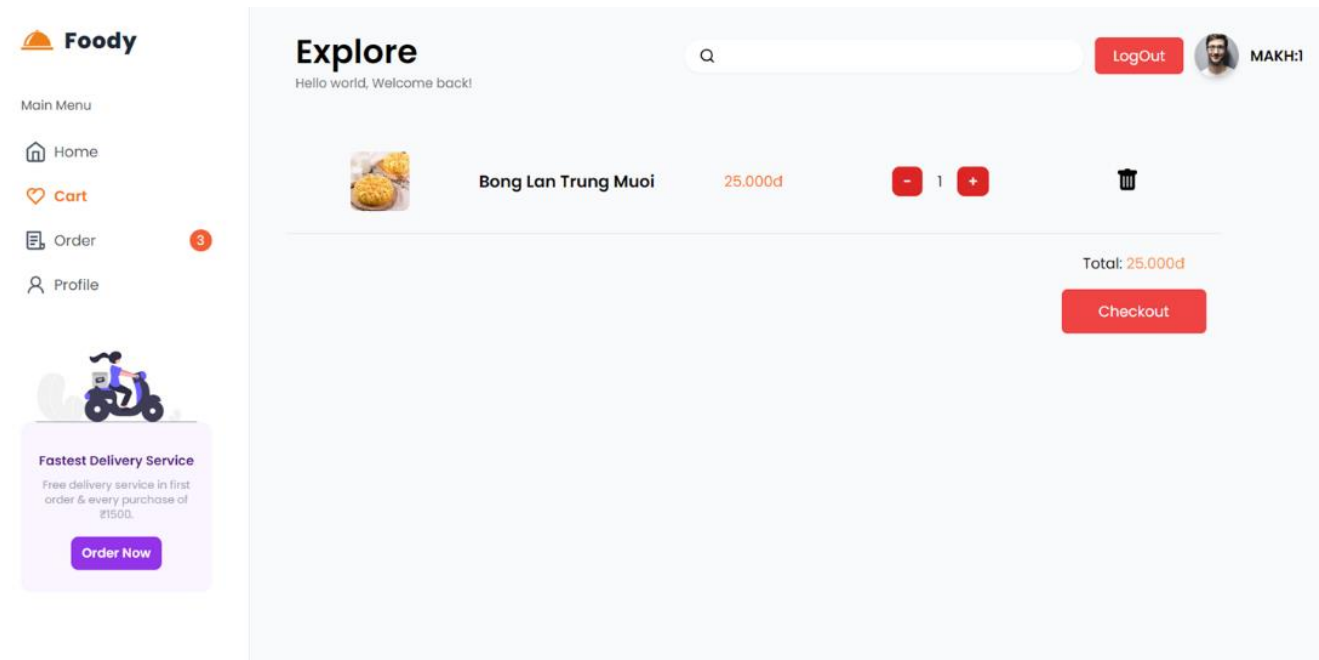 Foody
Main Menu
Home
Cart
Order 3
Profile
Fastest Delivery Service
Free delivery service in first
order & every purchase of
₹1500.
Order Now
Explore
Hello world, Welcome back!
LogOut
MAKH:1
Bong Lan Trung Muoi 25.000đ - 1 +
Total: 25.000đ
Checkout